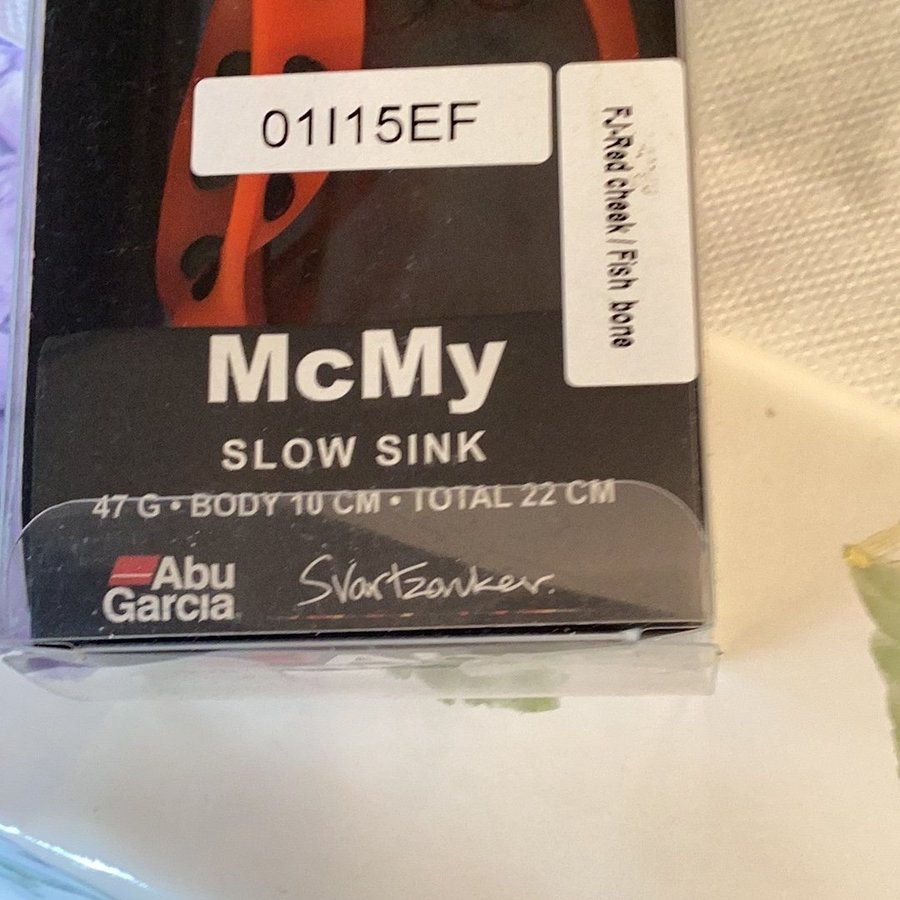 01I15EF
FJ-Red cheek / Fish bone
McMy
SLOW SINK
47 G • BODY 10 CM • TOTAL 22 CM
Abu
Garcia
Svartzonker.